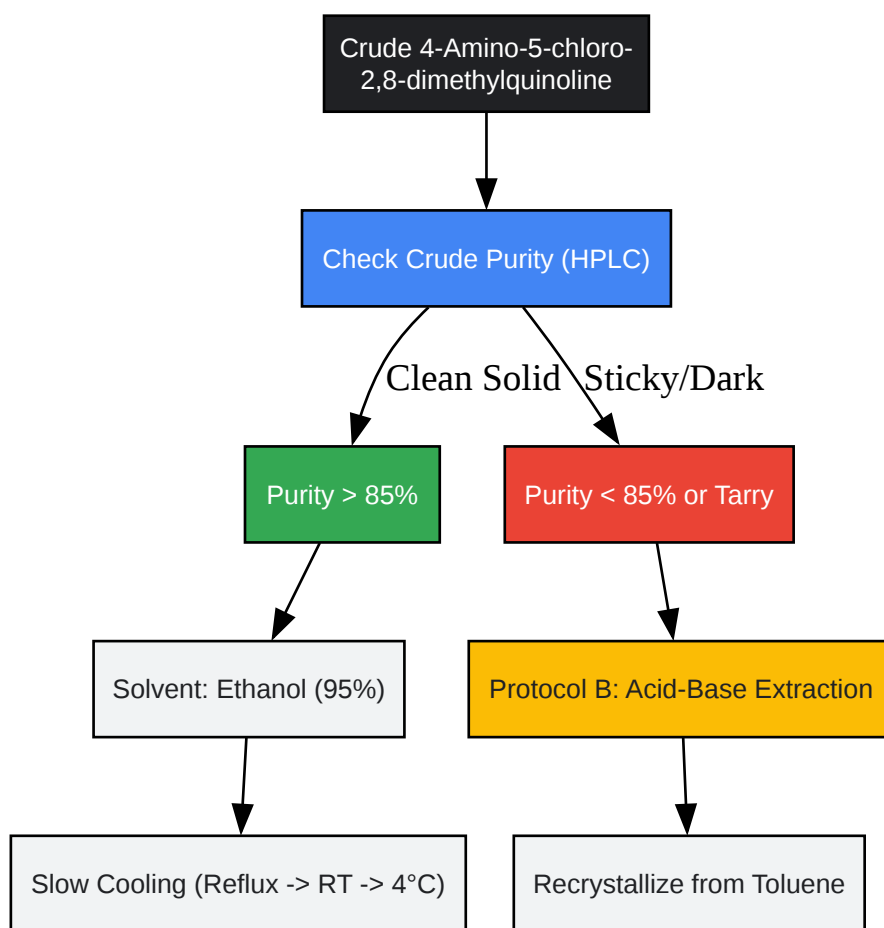 Crude 4-Amino-5-chloro-
2,8-dimethylquinoline
Check Crude Purity (HPLC)
Clean Solid
Sticky/Dark
Purity > 85%
Purity < 85% or Tarry
Solvent: Ethanol (95%)
Protocol B: Acid-Base Extraction
Slow Cooling (Reflux -> RT -> 4°C)
Recrystallize from Toluene